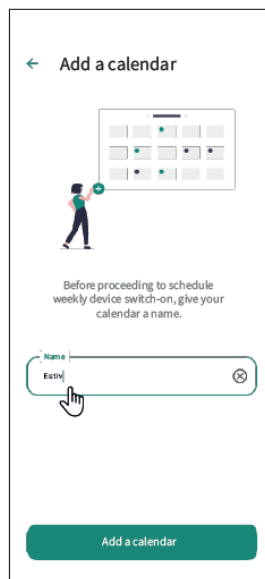 Add a calendar
Before proceeding to schedule
weekly device switch-on, give your
calendar a name.
Name
Estiv
Add a calendar